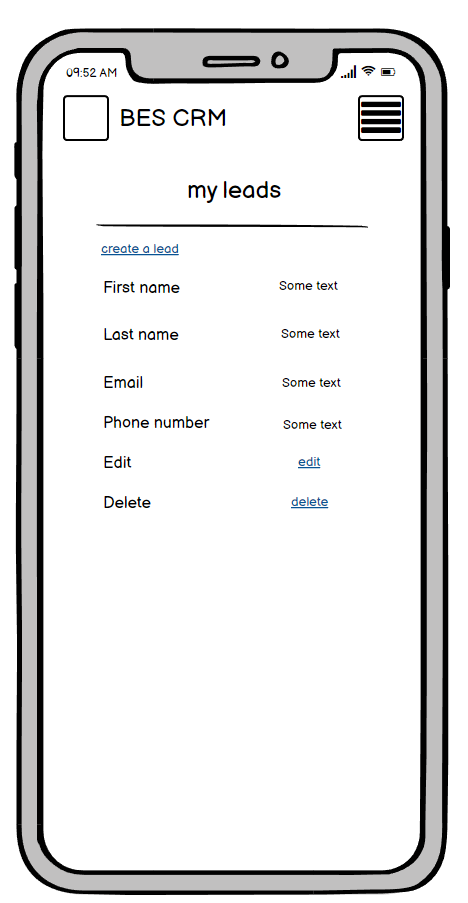 09:52 AM
BES CRM
my leads
create a lead
First name Some text
Last name Some text
Email Some text
Phone number Some text
Edit edit
Delete delete